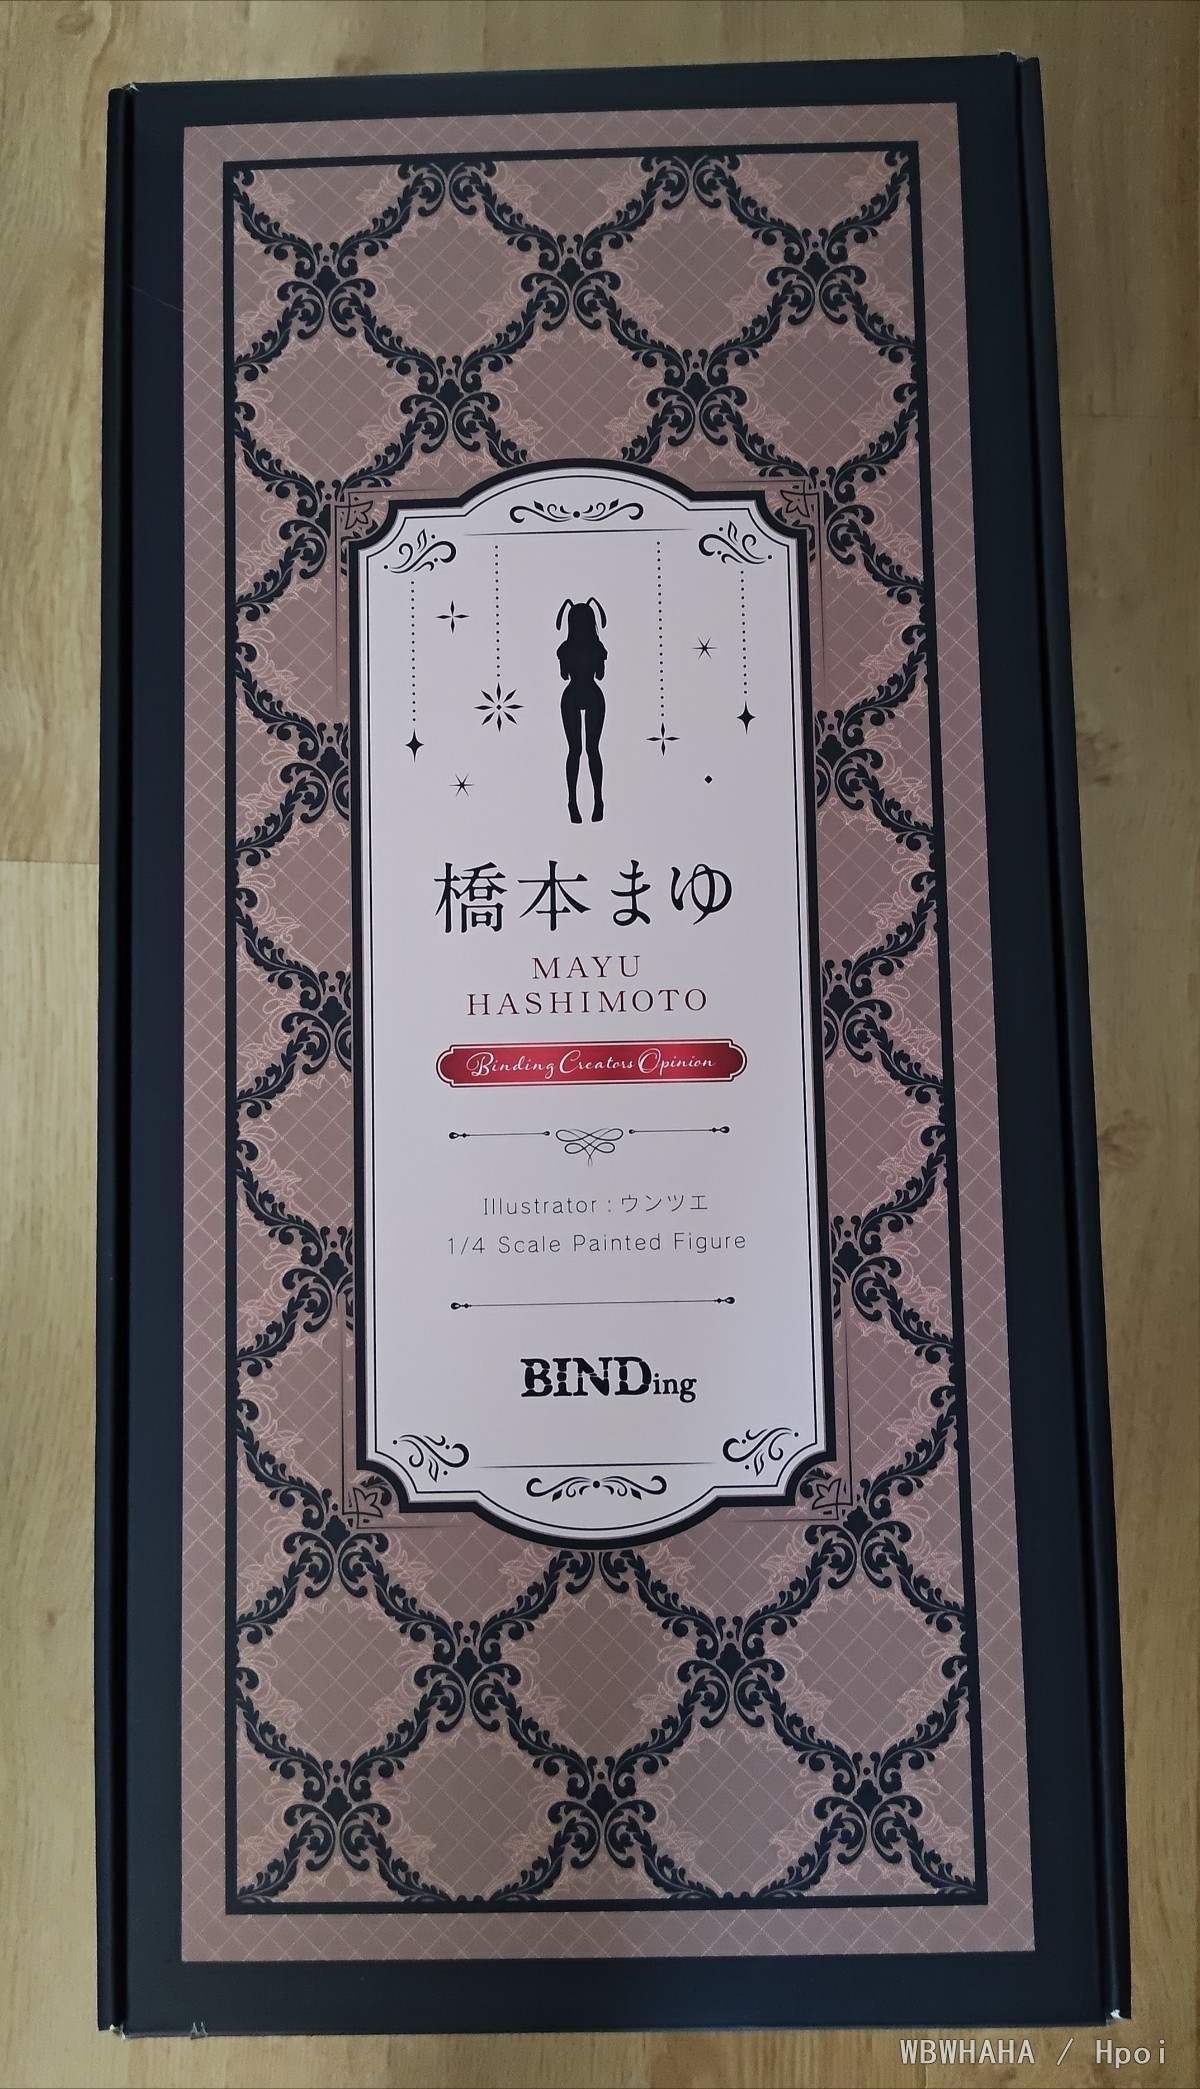 橋本まゆ
MAYU
HASHIMOTO
Binding Creators Opinion
Illustrator : ウンツエ
1/4 Scale Painted Figure
BINDing
WBWHAHA / Hpoi